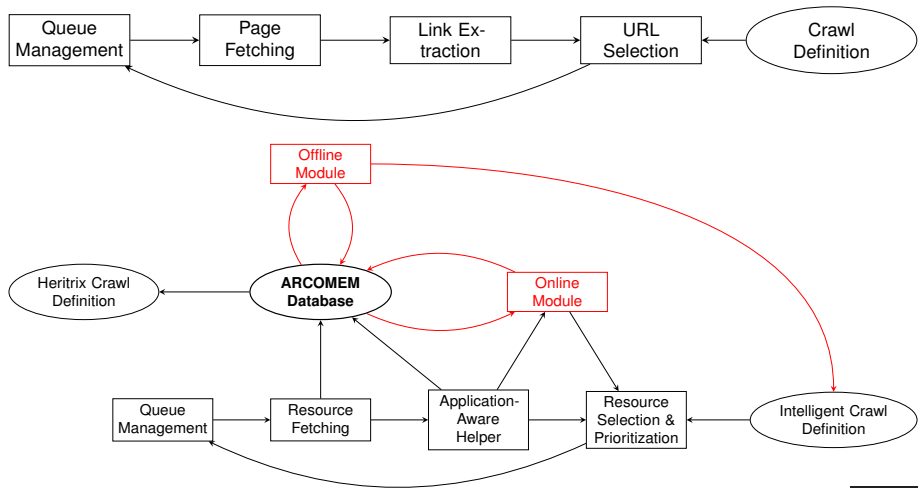 Queue
Management
Page
Fetching
Link Ex-
traction
URL
Selection
Crawl
Definition
Offline
Module
Heritrix Crawl
Definition
ARCOMEM
Database
Online
Module
Queue
Management
Resource
Fetching
Application-
Aware
Helper
Resource
Selection &
Prioritization
Intelligent Crawl
Definition